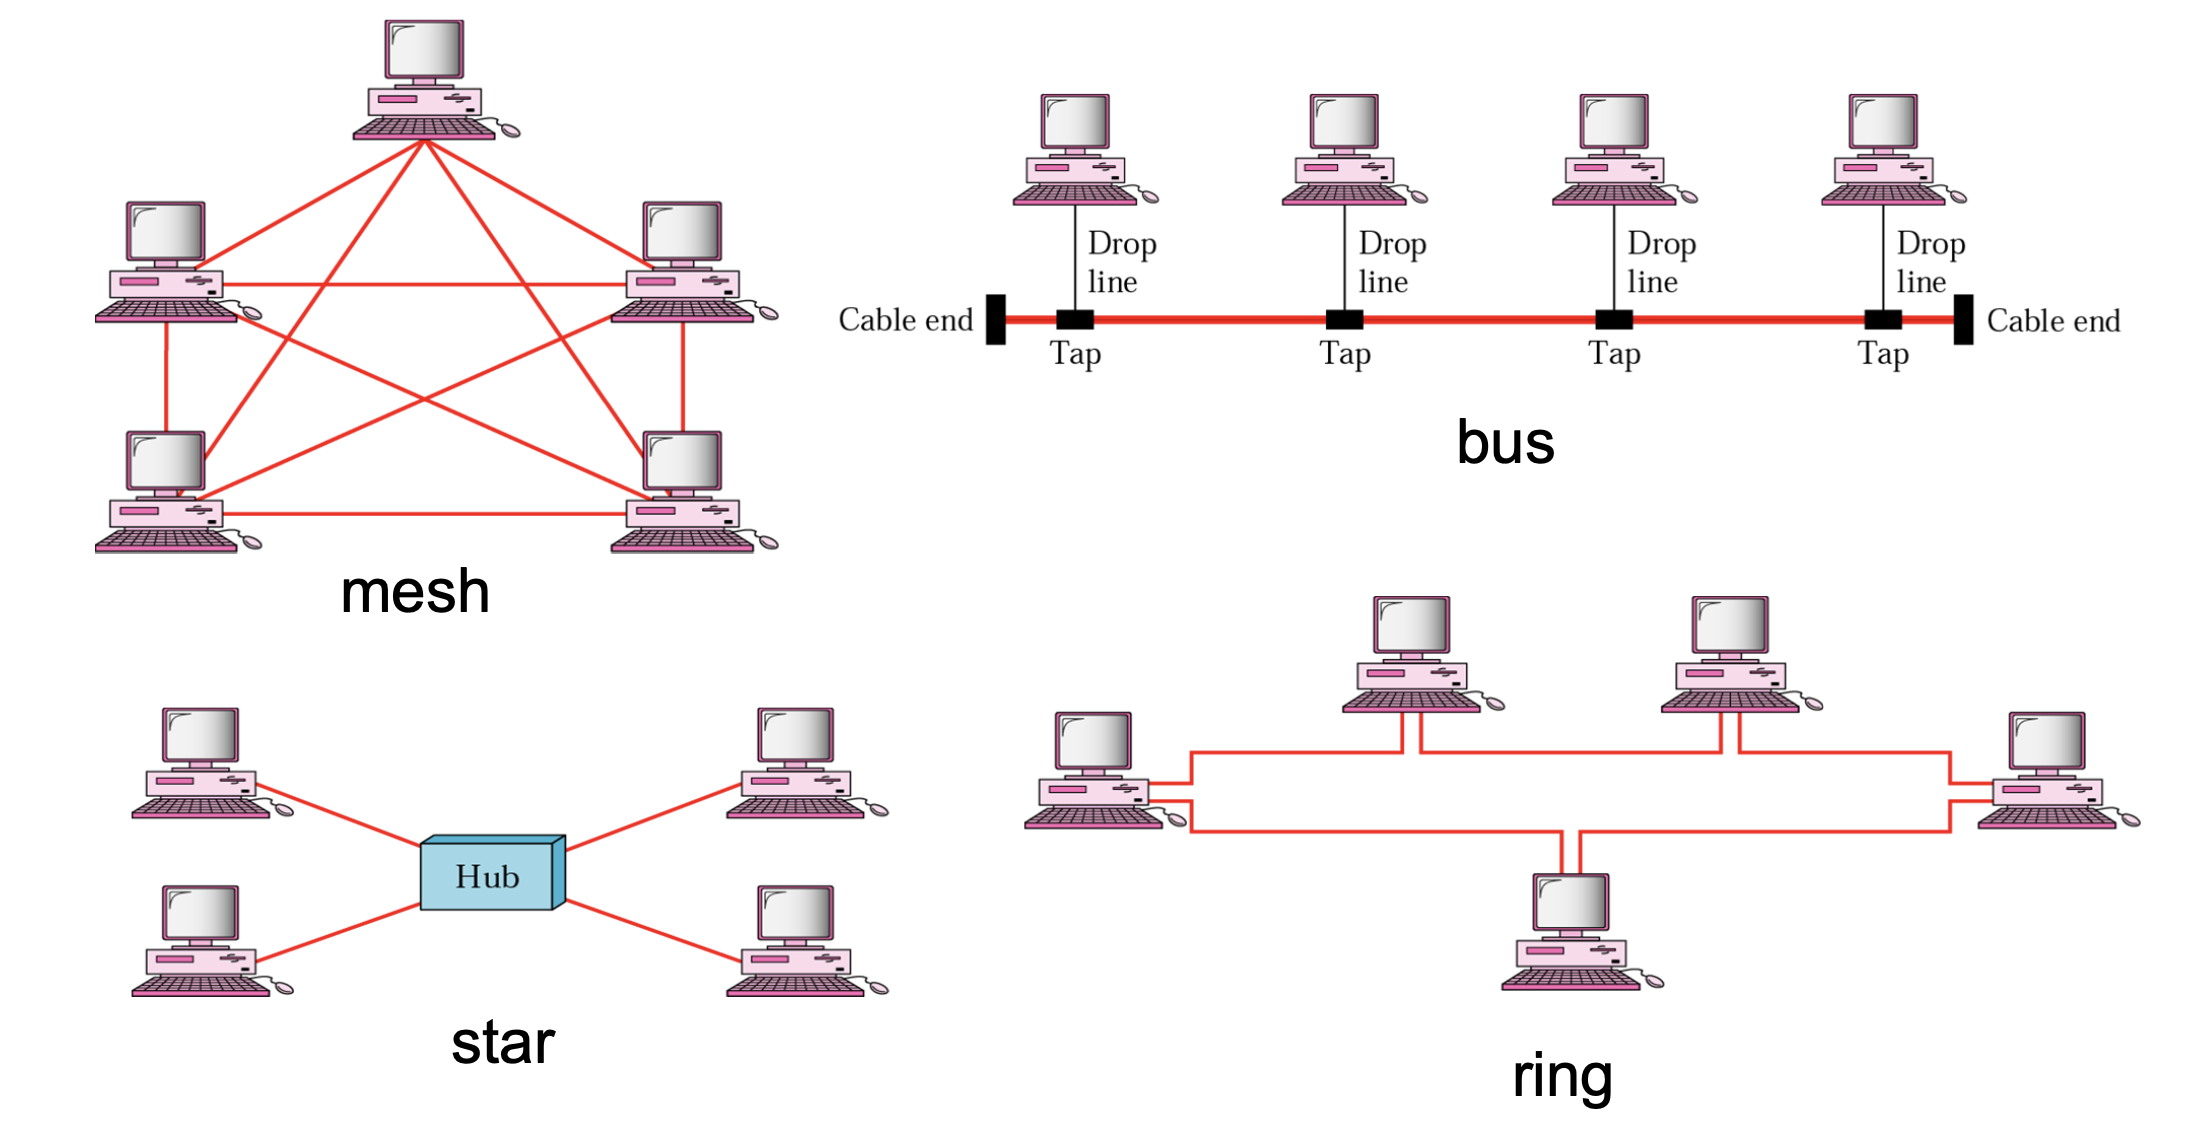 Drop
line
Drop
line
Drop
line
Drop
line
Cable end
Cable end
Tap
Tap
Tap
Tap
bus
mesh
Hub
star
ring